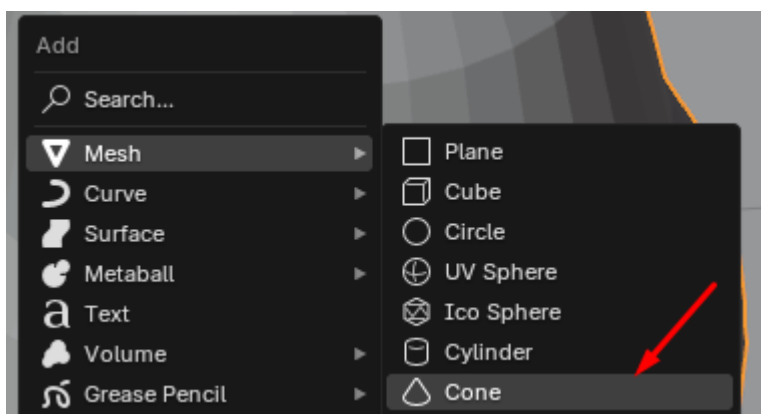 Add
Search...
Mesh
Curve
Surface
Metaball
Text
Volume
Grease Pencil
Plane
Cube
Circle
UV Sphere
Ico Sphere
Cylinder
Cone